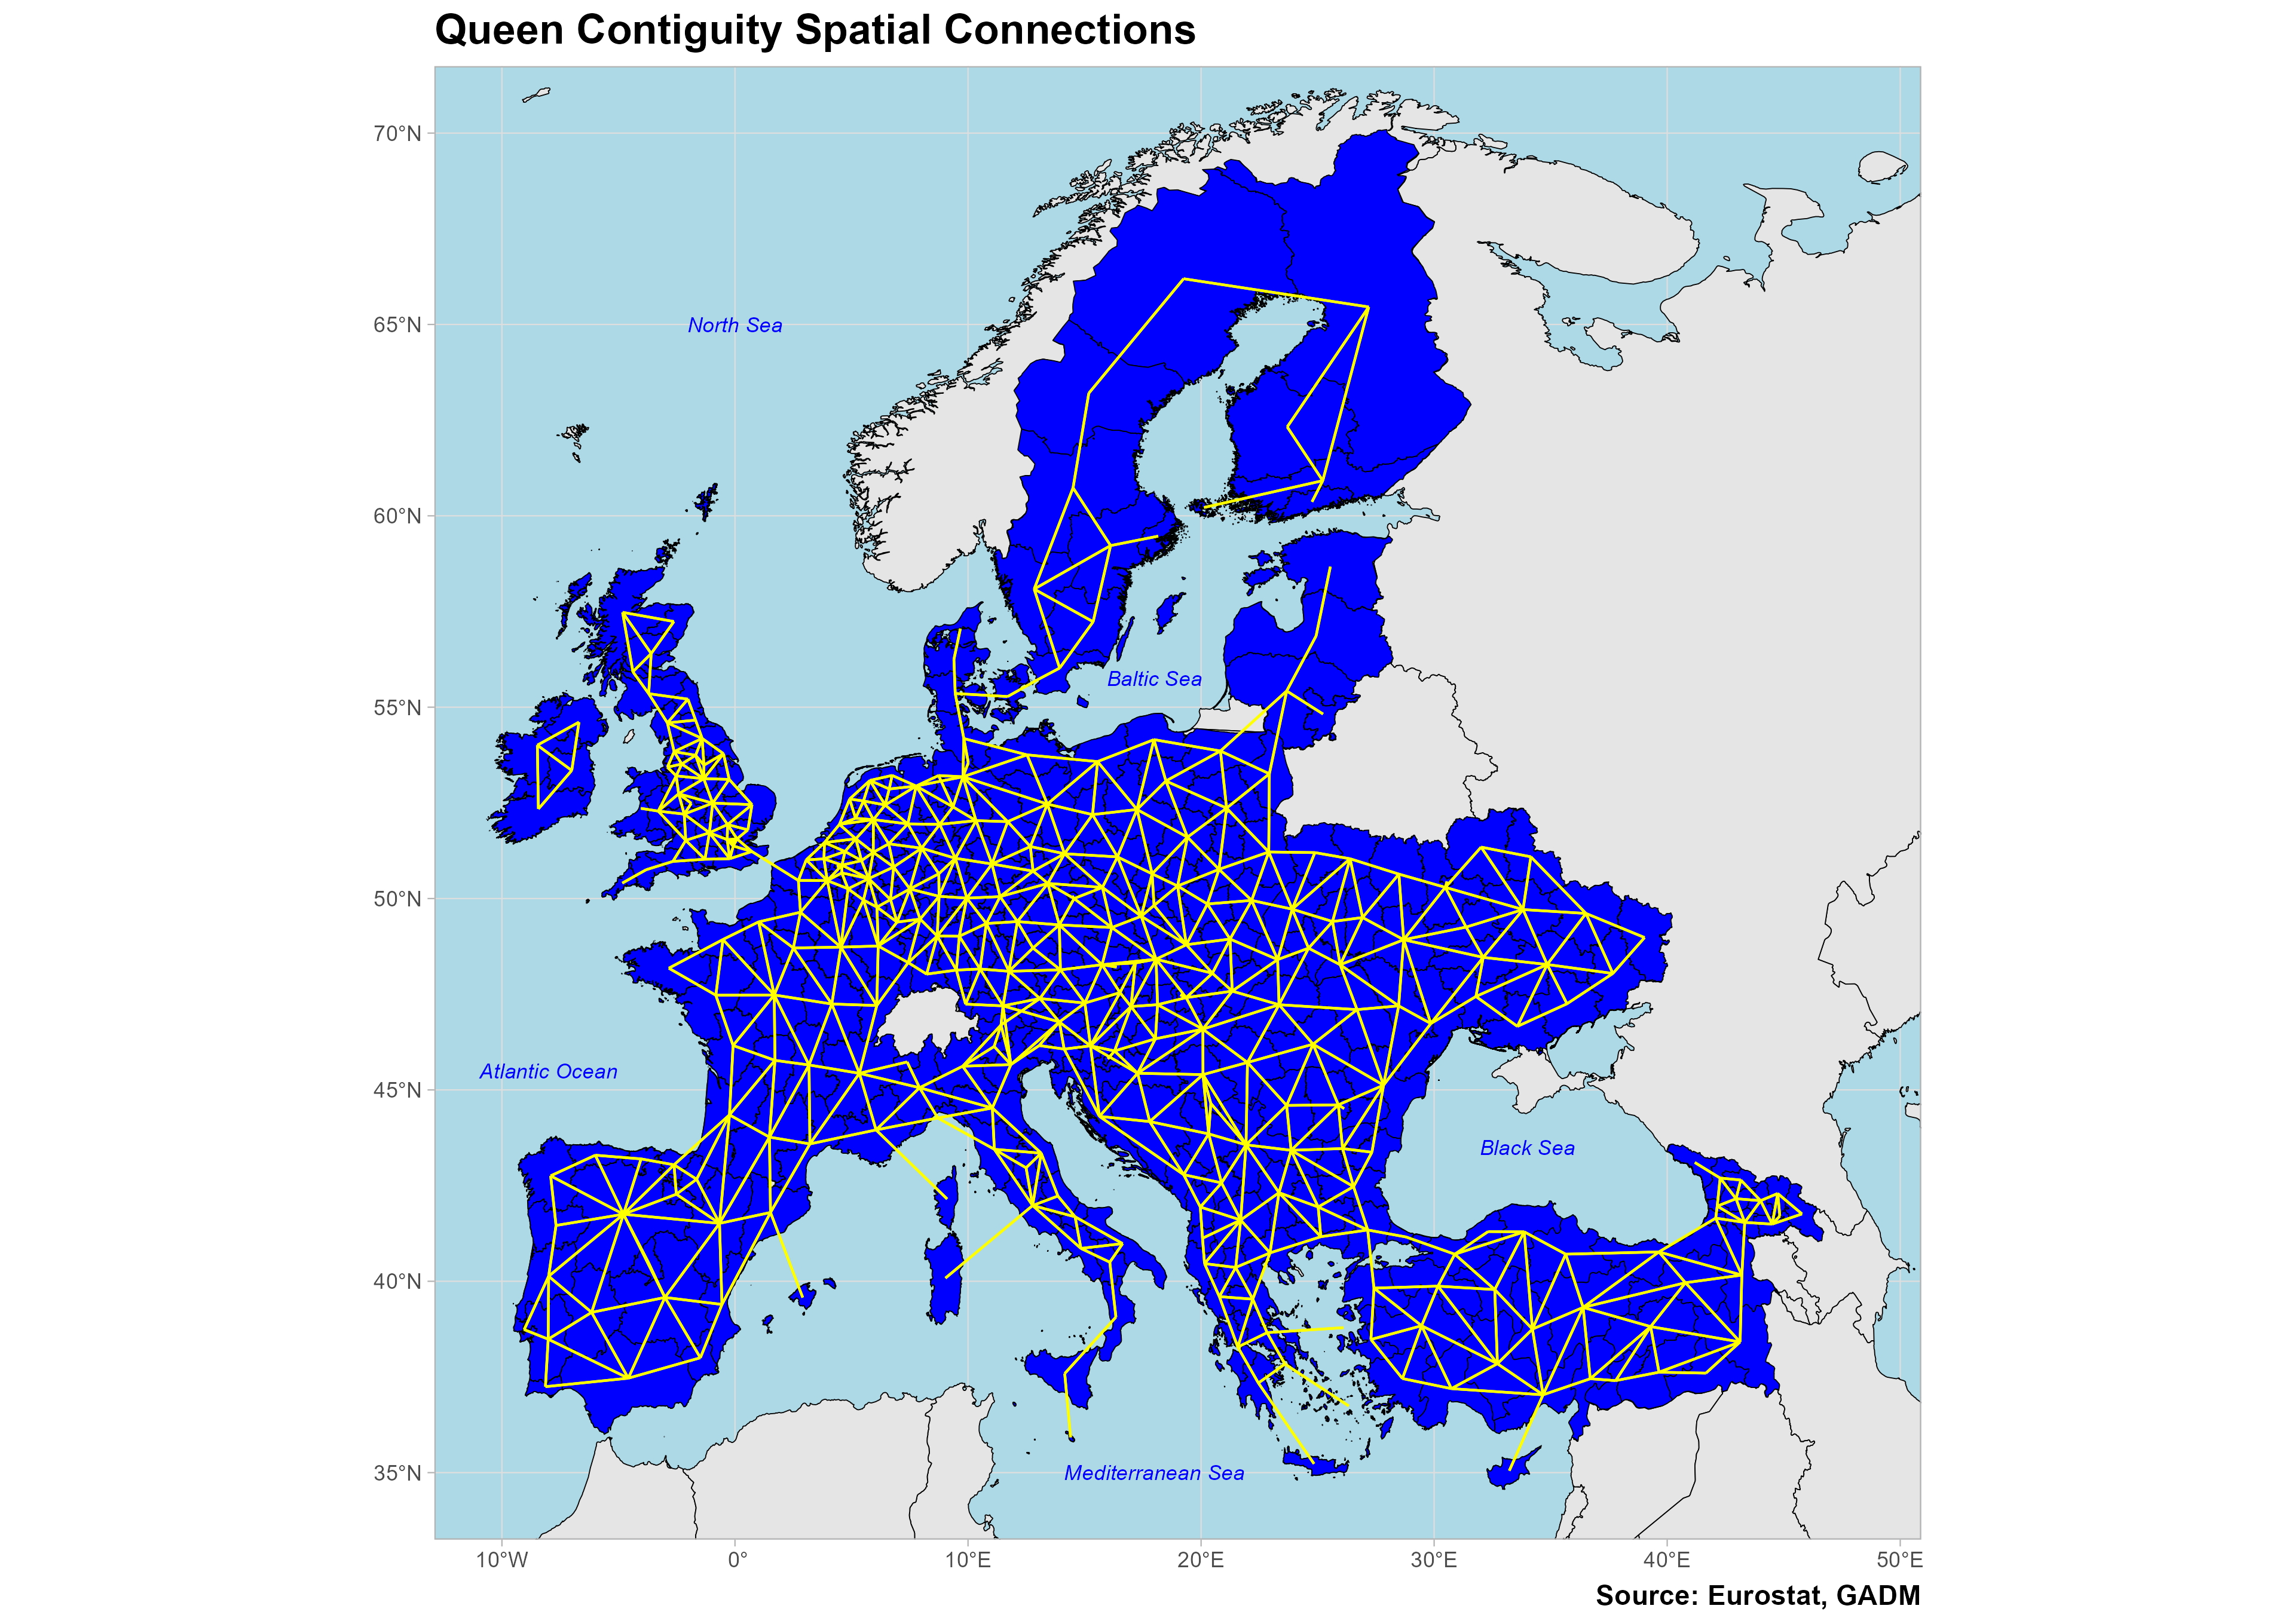 Queen Contiguity Spatial Connections
70°N
65°N
North Sea
60°N
Baltic Sea
55°N
50°N
Atlantic Ocean
45°N
Black Sea
40°N
Mediterranean Sea
35°N
10°W 0° 10°E 20°E 30°E 40°E 50°E
Source: Eurostat, GADM